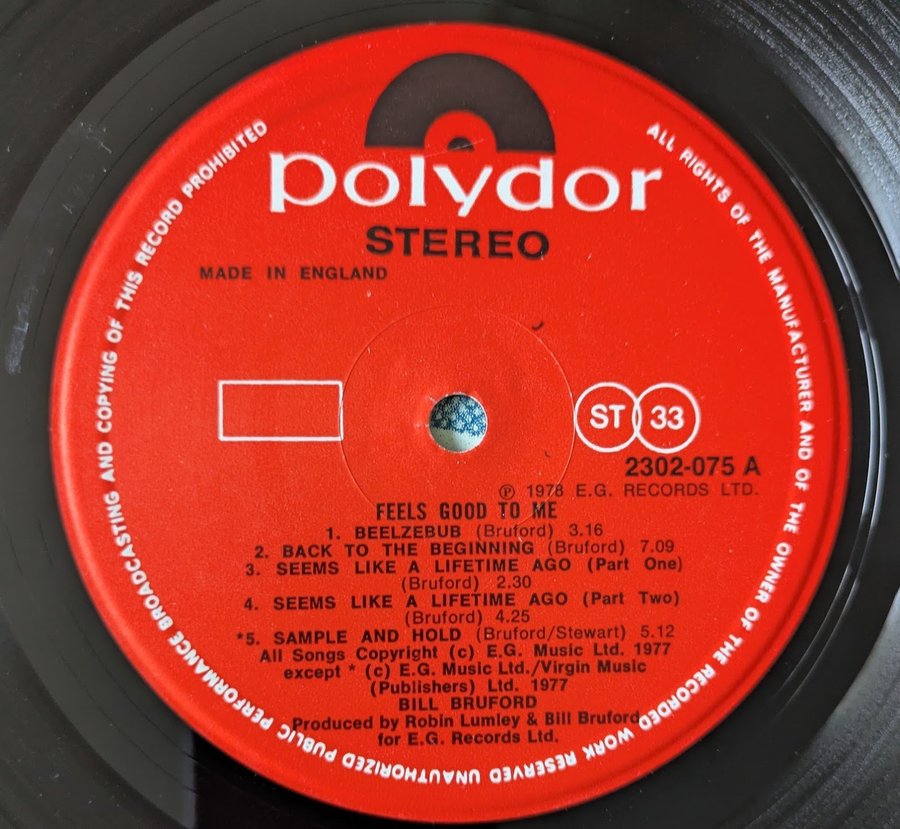 polydor
STEREO
MADE IN ENGLAND
ST 33
2302-075 A
℗ 1978 E.G. RECORDS LTD.
FEELS GOOD TO ME
1. BEELZEBUB (Bruford) 3.16
2. BACK TO THE BEGINNING (Bruford) 7.09
3. SEEMS LIKE A LIFETIME AGO (Part One)
(Bruford) 2.30
4. SEEMS LIKE A LIFETIME AGO (Part Two)
(Bruford) 4.25
*5. SAMPLE AND HOLD (Bruford/Stewart) 5.12
All Songs Copyright (c) E.G. Music Ltd. 1977
except * (c) E.G. Music Ltd./Virgin Music
(Publishers) Ltd. 1977
BILL BRUFORD
Produced by Robin Lumley & Bill Bruford
for E.G. Records Ltd.
ALL RIGHTS OF THE MANUFACTURER AND OF THE OWNER OF THE RECORDED WORK RESERVED UNAUTHORIZED PUBLIC PERFORMANCE BROADCASTING AND COPYING OF THIS RECORD PROHIBITED